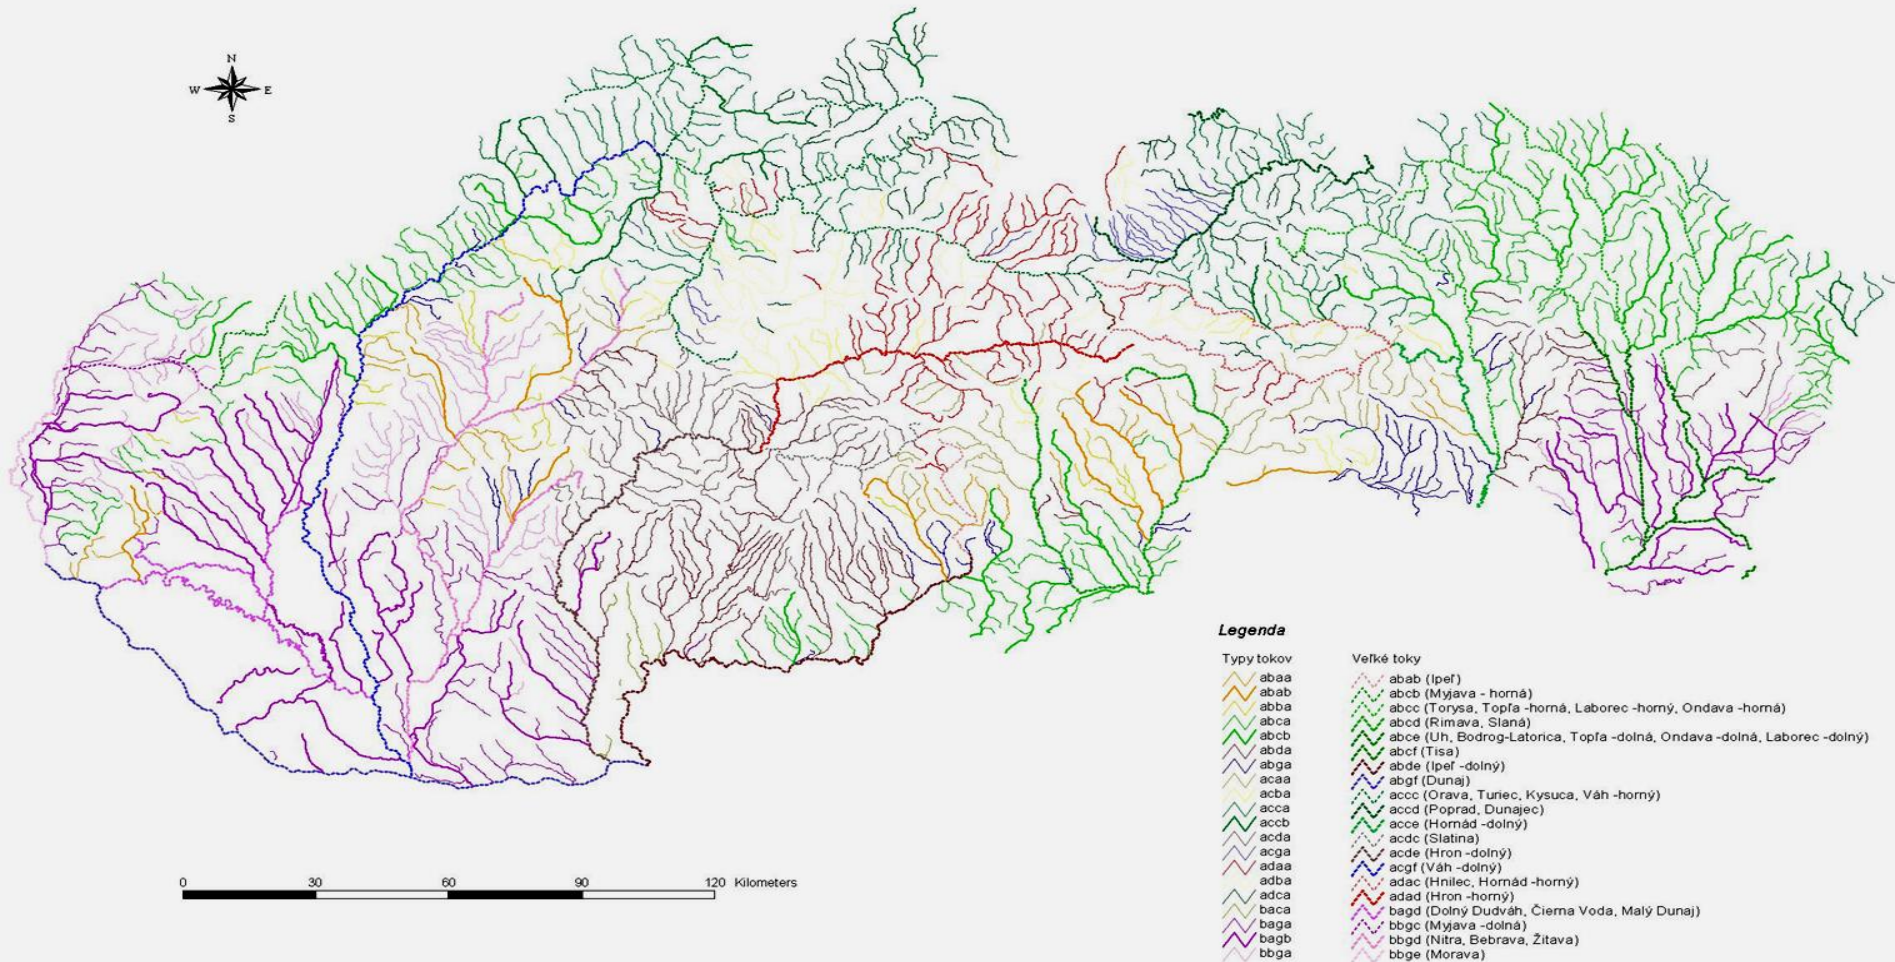 N
W E
S
Legenda
Typy tokov
abaa
abab
abba
abca
abcb
abda
abga
acaa
acba
acca
accb
acda
acga
adaa
adba
adca
baca
baga
bagb
bbga
Veľké toky
abab (Ipeľ)
abcb (Myjava - horná)
abcc (Torysa, Topľa -horná, Laborec -horný, Ondava -horná)
abcd (Rimava, Slaná)
abce (Uh, Bodrog-Latorica, Topľa -dolná, Ondava -dolná, Laborec -dolný)
abcf (Tisa)
abde (Ipeľ -dolný)
abgf (Dunaj)
accc (Orava, Turiec, Kysuca, Váh -horný)
accd (Poprad, Dunajec)
acce (Hornád -dolný)
acdc (Slatina)
acde (Hron -dolný)
acgf (Váh -dolný)
adac (Hnilec, Hornád -horný)
adad (Hron -horný)
bagd (Dolný Dudváh, Čierna Voda, Malý Dunaj)
bbgc (Myjava -dolná)
bbgd (Nitra, Bebrava, Žitava)
bbge (Morava)
0 30 60 90 120 Kilometers